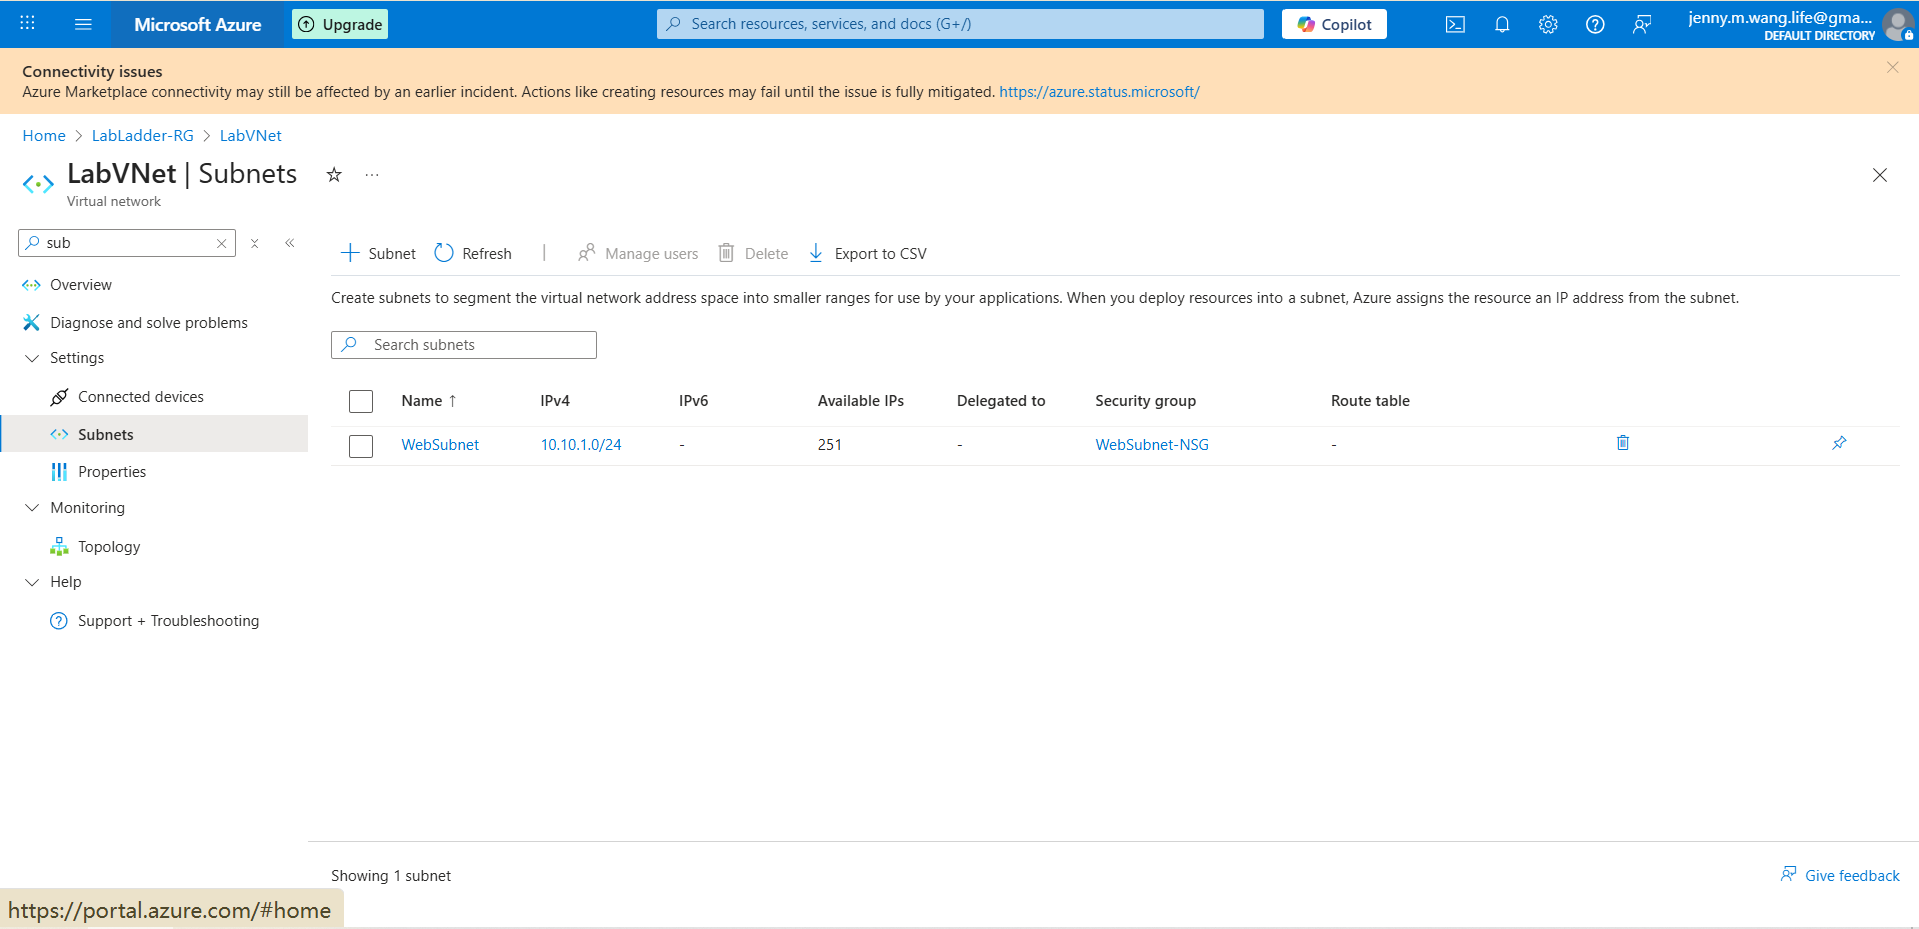 Microsoft Azure
Upgrade
Search resources, services, and docs (G+/)
Copilot
jenny.m.wang.life@gma...
DEFAULT DIRECTORY
Connectivity issues
Azure Marketplace connectivity may still be affected by an earlier incident. Actions like creating resources may fail until the issue is fully mitigated. https://azure.status.microsoft/
Home > LabLadder-RG > LabVNet
LabVNet | Subnets
Virtual network
sub
Overview
Diagnose and solve problems
Settings
Connected devices
Subnets
Properties
Monitoring
Topology
Help
Support + Troubleshooting
Subnet
Refresh
Manage users
Delete
Export to CSV
Create subnets to segment the virtual network address space into smaller ranges for use by your applications. When you deploy resources into a subnet, Azure assigns the resource an IP address from the subnet.
Search subnets
Name ↑ IPv4 IPv6 Available IPs Delegated to Security group Route table
WebSubnet 10.10.1.0/24 - 251 - WebSubnet-NSG -
Showing 1 subnet
Give feedback
https://portal.azure.com/#home